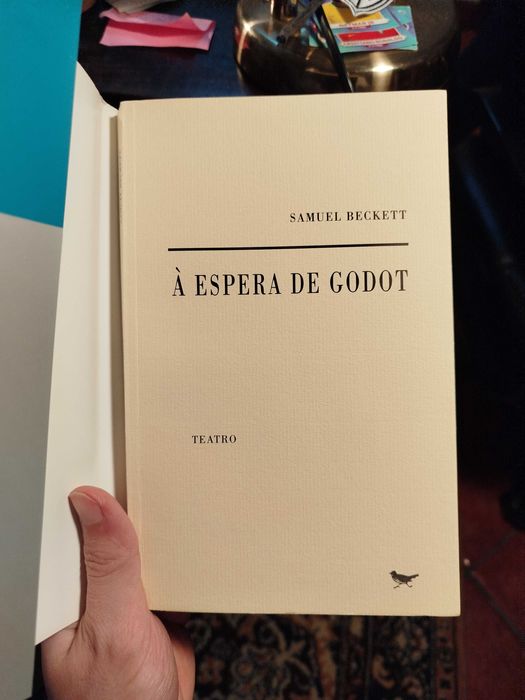 SAMUEL BECKETT
À ESPERA DE GODOT
TEATRO